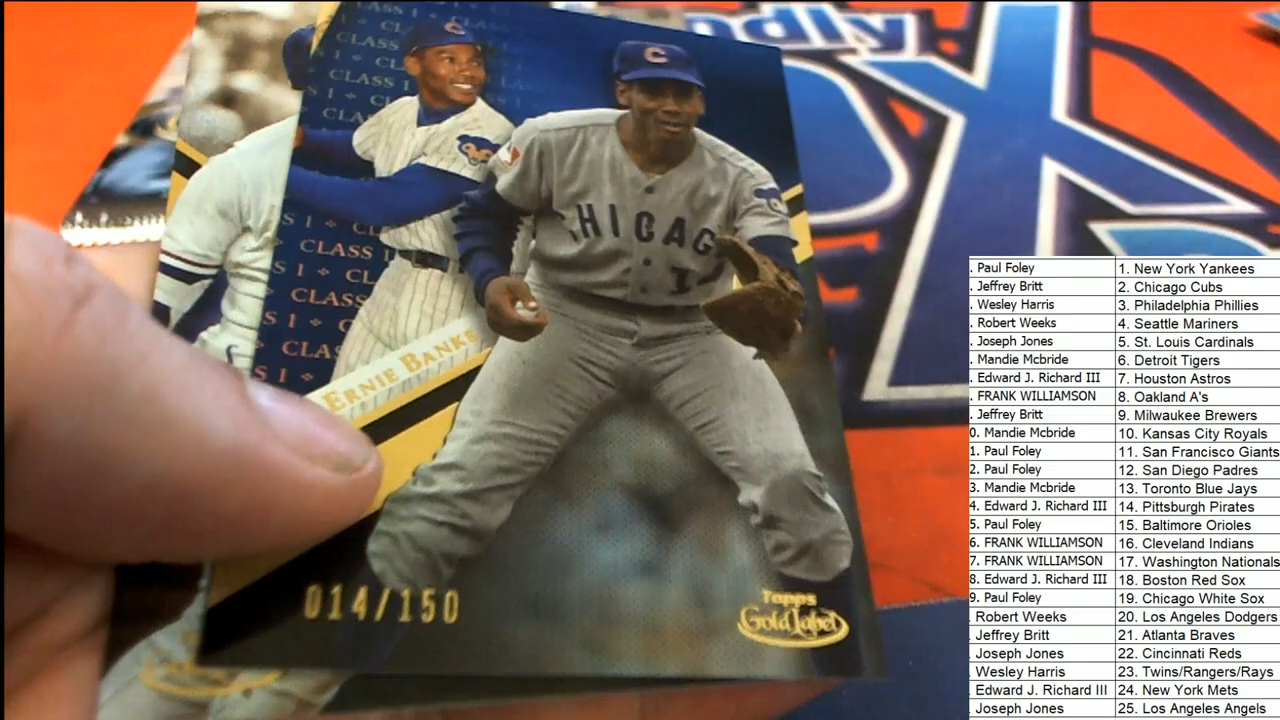 ndly
CLASS
CLASS 1
CLASS
CLASS 1
CHICAG
ERNIE BANKS
014/150
Topps
Gold Label
. Paul Foley 1. New York Yankees
. Jeffrey Britt 2. Chicago Cubs
. Wesley Harris 3. Philadelphia Phillies
. Robert Weeks 4. Seattle Mariners
. Joseph Jones 5. St. Louis Cardinals
. Mandie Mcbride 6. Detroit Tigers
. Edward J. Richard III 7. Houston Astros
. FRANK WILLIAMSON 8. Oakland A's
. Jeffrey Britt 9. Milwaukee Brewers
0. Mandie Mcbride 10. Kansas City Royals
1. Paul Foley 11. San Francisco Giants
2. Paul Foley 12. San Diego Padres
3. Mandie Mcbride 13. Toronto Blue Jays
4. Edward J. Richard III 14. Pittsburgh Pirates
5. Paul Foley 15. Baltimore Orioles
6. FRANK WILLIAMSON 16. Cleveland Indians
7. FRANK WILLIAMSON 17. Washington Nationals
8. Edward J. Richard III 18. Boston Red Sox
9. Paul Foley 19. Chicago White Sox
. Robert Weeks 20. Los Angeles Dodgers
. Jeffrey Britt 21. Atlanta Braves
. Joseph Jones 22. Cincinnati Reds
. Wesley Harris 23. Twins/Rangers/Rays
. Edward J. Richard III 24. New York Mets
. Joseph Jones 25. Los Angeles Angels